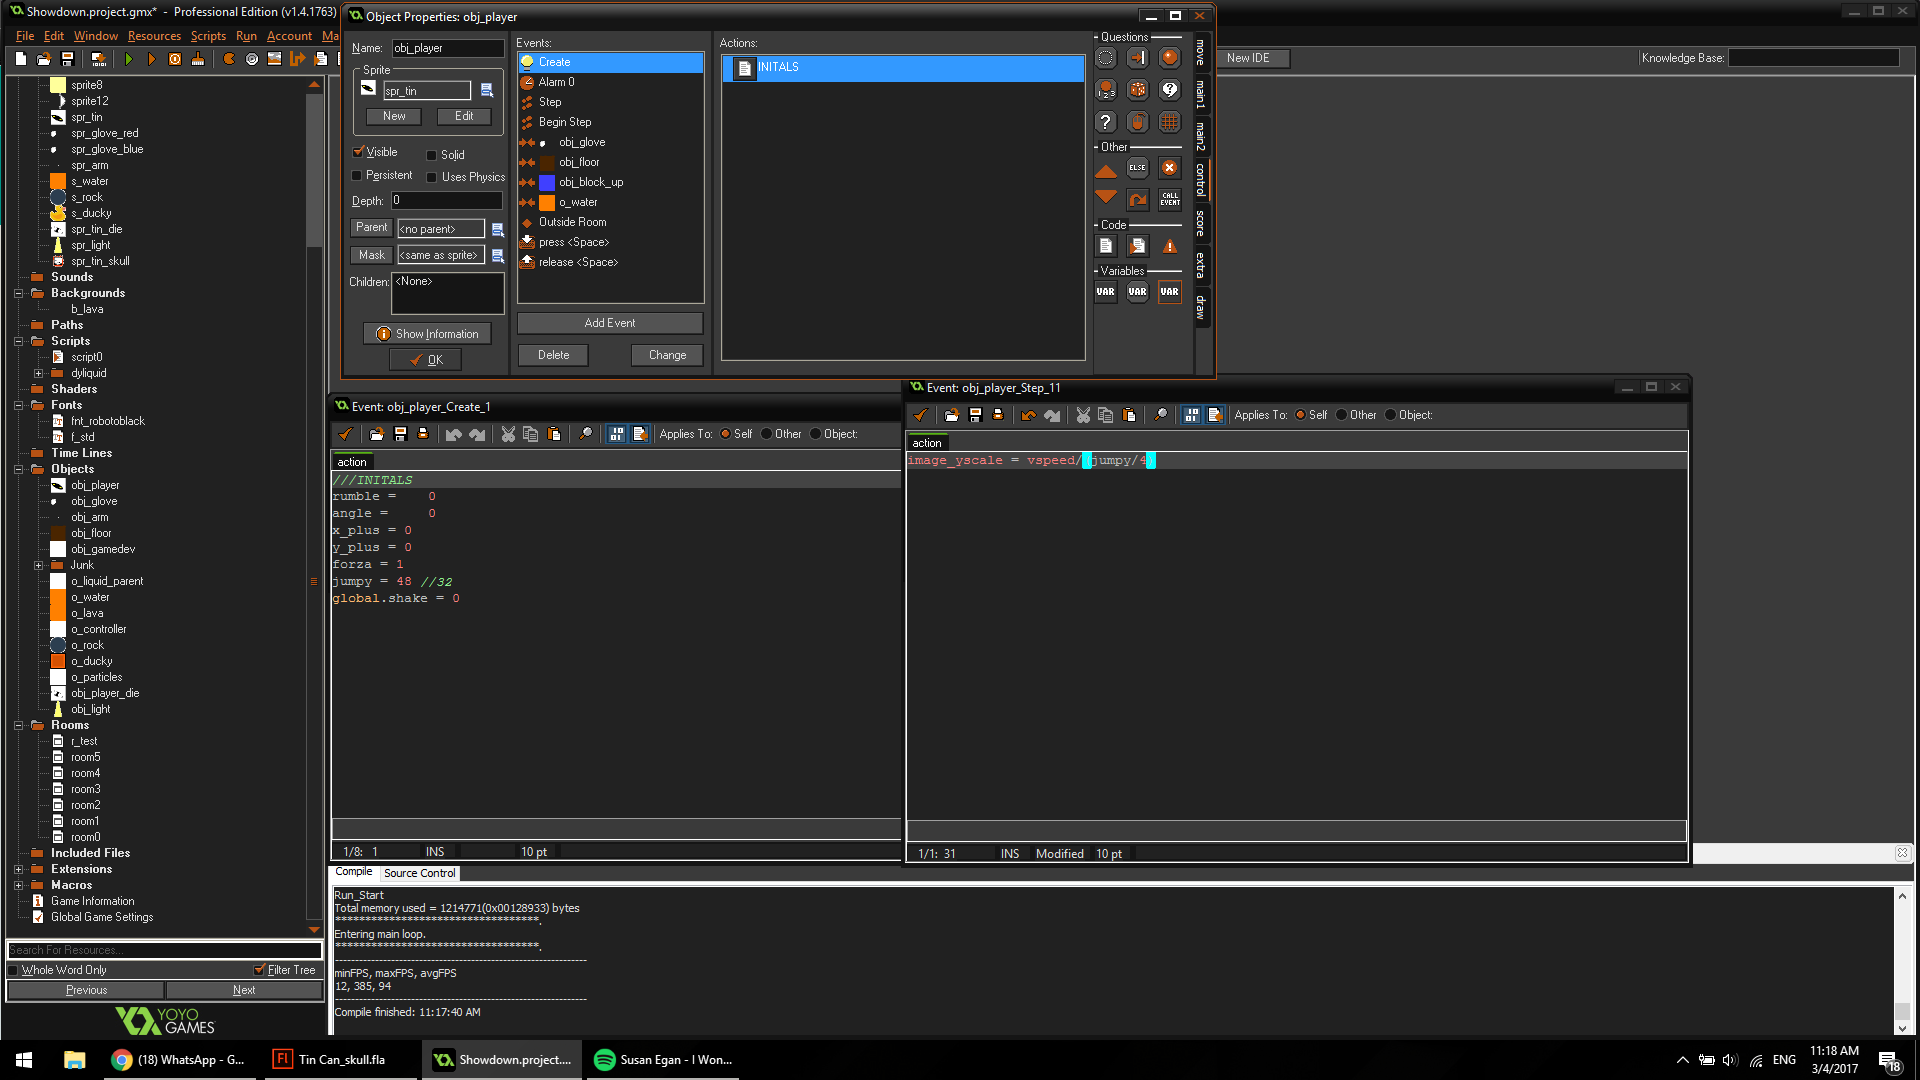 Showdown.project.gmx* - Professional Edition (v1.4.1763)
File Edit Window Resources Scripts Run Account Ma
New IDE
Knowledge Base:
sprite8
sprite12
spr_tin
spr_glove_red
spr_glove_blue
spr_arm
s_water
s_rock
s_ducky
spr_tin_die
spr_light
spr_tin_skull
Sounds
Backgrounds
b_lava
Paths
Scripts
script0
dyliquid
Shaders
Fonts
fnt_robotoblack
f_std
Time Lines
Objects
obj_player
obj_glove
obj_arm
obj_floor
obj_gamedev
Junk
o_liquid_parent
o_water
o_lava
o_controller
o_rock
o_ducky
o_particles
obj_player_die
obj_light
Rooms
r_test
room5
room4
room3
room2
room1
room0
Included Files
Extensions
Macros
Game Information
Global Game Settings
Search For Resources...
Whole Word Only
Filter Tree
Previous
Next
YOYO
GAMES
Object Properties: obj_player
Name: obj_player
Sprite
spr_tin
New
Edit
Visible
Solid
Persistent
Uses Physics
Depth: 0
Parent <no parent>
Mask <same as sprite>
Children: <None>
Show Information
OK
Events:
Create
Alarm 0
Step
Begin Step
obj_glove
obj_floor
obj_block_up
o_water
Outside Room
press <Space>
release <Space>
Add Event
Delete
Change
Actions:
INITALS
Questions
Other
ELSE
CALL EVENT
Code
Variables
VAR VAR VAR
move
main1
main2
control
score
extra
draw
Event: obj_player_Create_1
Applies To: Self Other Object:
action
///INITALS
rumble = 0
angle = 0
x_plus = 0
y_plus = 0
forza = 1
jumpy = 48 //32
global.shake = 0
1/8: 1 INS 10 pt
Event: obj_player_Step_11
Applies To: Self Other Object:
action
image_yscale = vspeed/(jumpy/4)
1/1: 31 INS Modified 10 pt
Compile
Source Control
Run_Start
Total memory used = 1214771(0x00128933) bytes
**********************************.
Entering main loop.
**********************************.
minFPS, maxFPS, avgFPS
12, 385, 94
Compile finished: 11:17:40 AM
(18) WhatsApp - G...
Tin Can_skull.fla
Showdown.project....
Susan Egan - I Won...
ENG
11:18 AM
3/4/2017
18